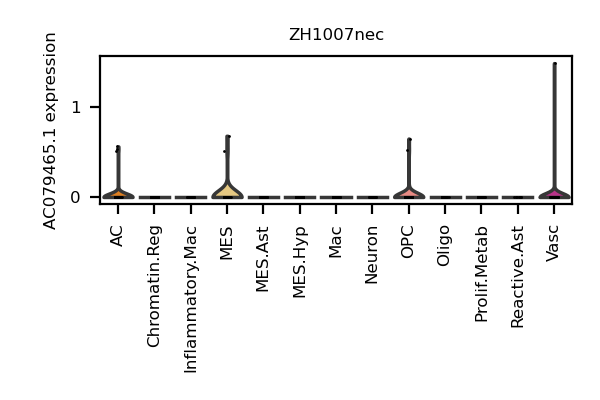 ZH1007nec
AC079465.1 expression
1
0
AC
Chromatin.Reg
Inflammatory.Mac
MES
MES.Ast
MES.Hyp
Mac
Neuron
OPC
Oligo
Prolif.Metab
Reactive.Ast
Vasc